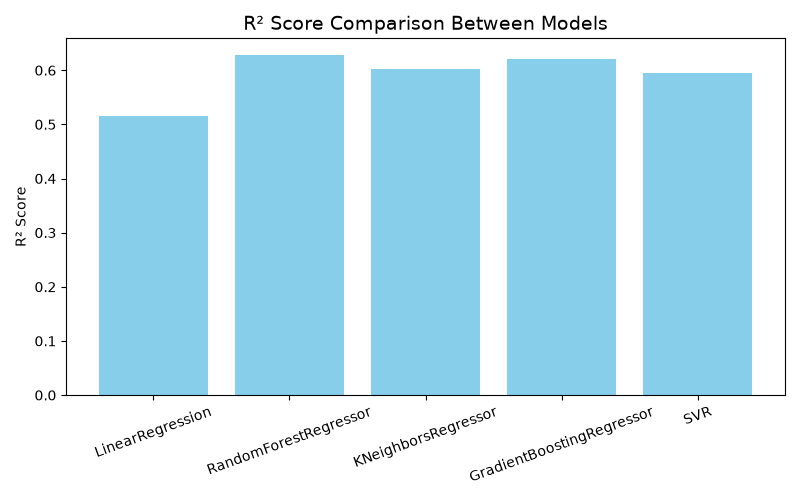 R² Score Comparison Between Models
R² Score
0.6
0.5
0.4
0.3
0.2
0.1
0.0
LinearRegression
RandomForestRegressor
KNeighborsRegressor
GradientBoostingRegressor
SVR